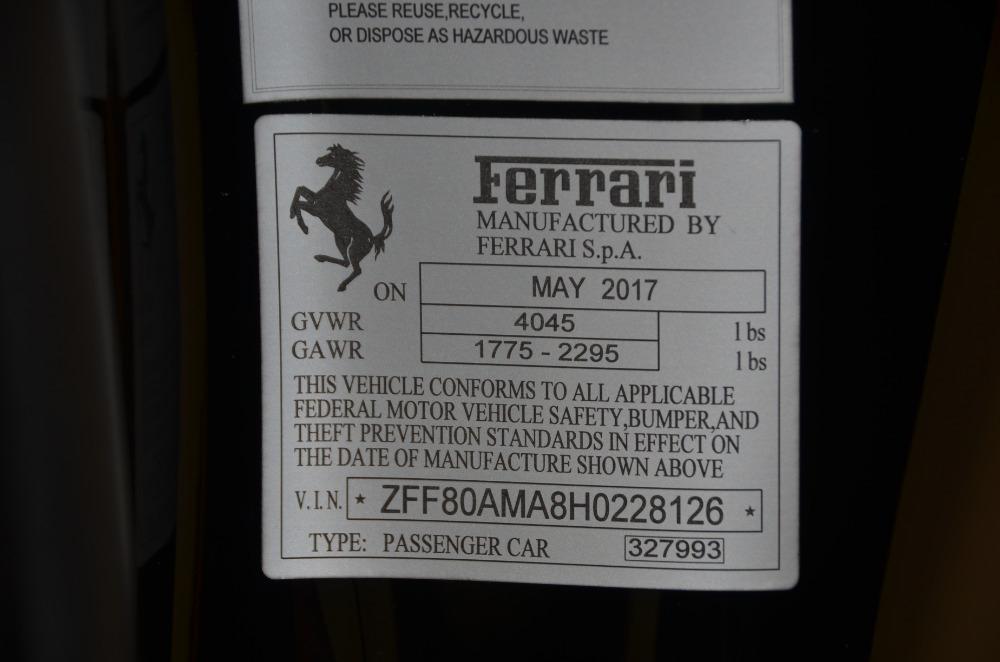 PLEASE REUSE,RECYCLE,
OR DISPOSE AS HAZARDOUS WASTE
Ferrari
MANUFACTURED BY
FERRARI S.p.A.
ON MAY 2017
GVWR 4045 lbs
GAWR 1775 - 2295 lbs
THIS VEHICLE CONFORMS TO ALL APPLICABLE
FEDERAL MOTOR VEHICLE SAFETY,BUMPER,AND
THEFT PREVENTION STANDARDS IN EFFECT ON
THE DATE OF MANUFACTURE SHOWN ABOVE
V.I.N. ★ ZFF80AMA8H0228126 ★
TYPE: PASSENGER CAR 327993